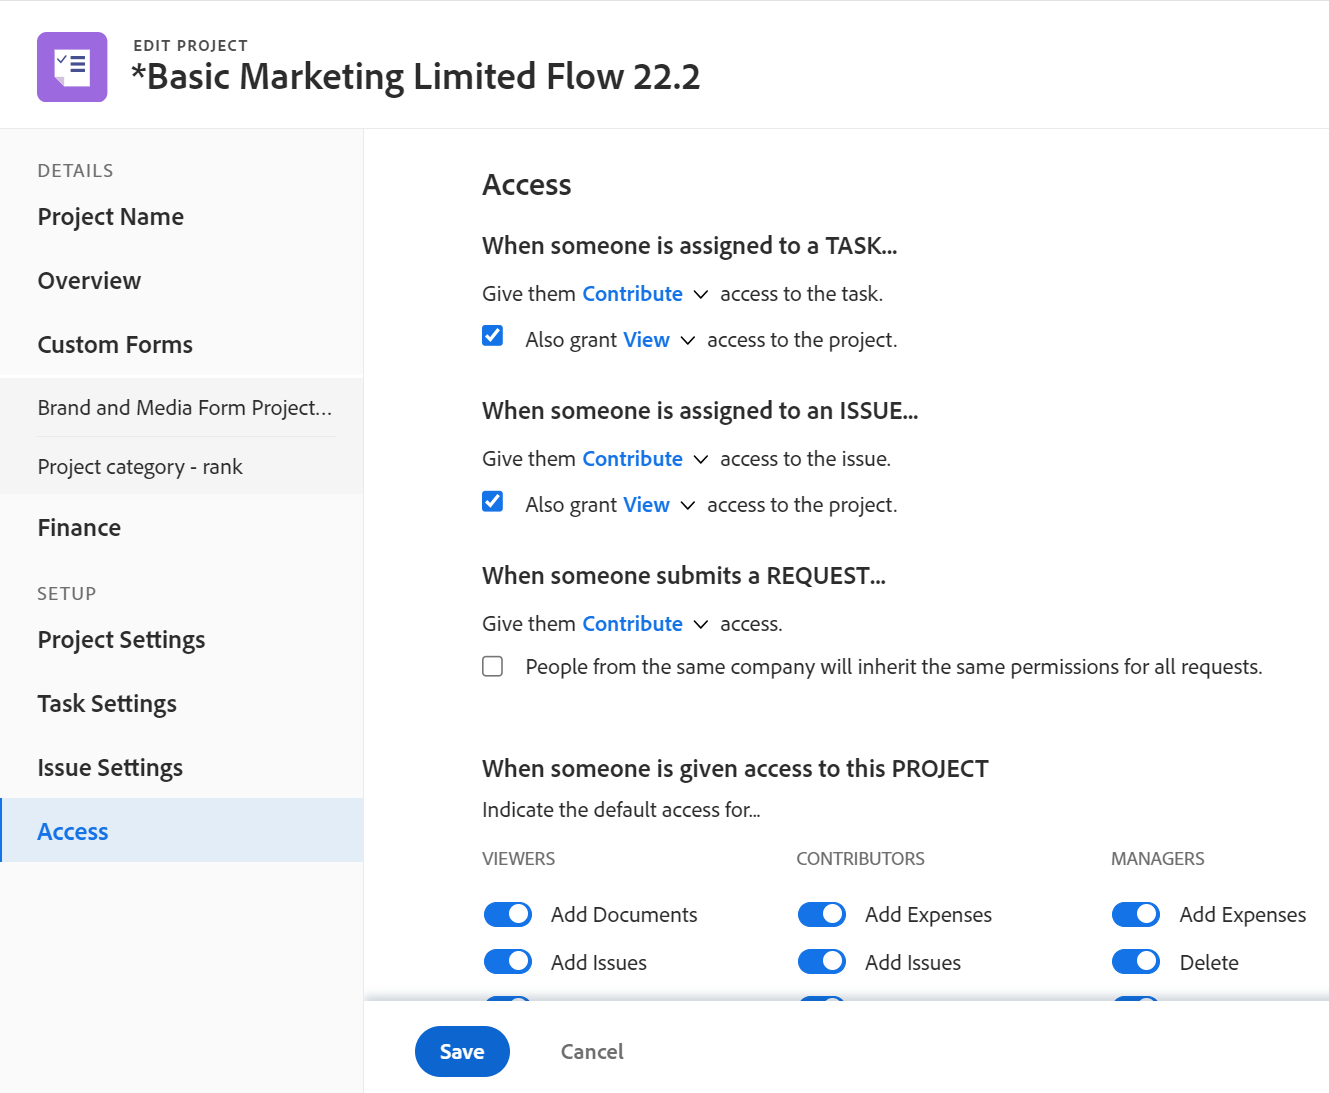 EDIT PROJECT
*Basic Marketing Limited Flow 22.2
DETAILS
Project Name
Overview
Custom Forms
Brand and Media Form Project...
Project category - rank
Finance
SETUP
Project Settings
Task Settings
Issue Settings
Access
Access
When someone is assigned to a TASK...
Give them Contribute access to the task.
Also grant View access to the project.
When someone is assigned to an ISSUE...
Give them Contribute access to the issue.
Also grant View access to the project.
When someone submits a REQUEST...
Give them Contribute access.
People from the same company will inherit the same permissions for all requests.
When someone is given access to this PROJECT
Indicate the default access for...
VIEWERS CONTRIBUTORS MANAGERS
Add Documents Add Expenses Add Expenses
Add Issues Add Issues Delete
Save Cancel